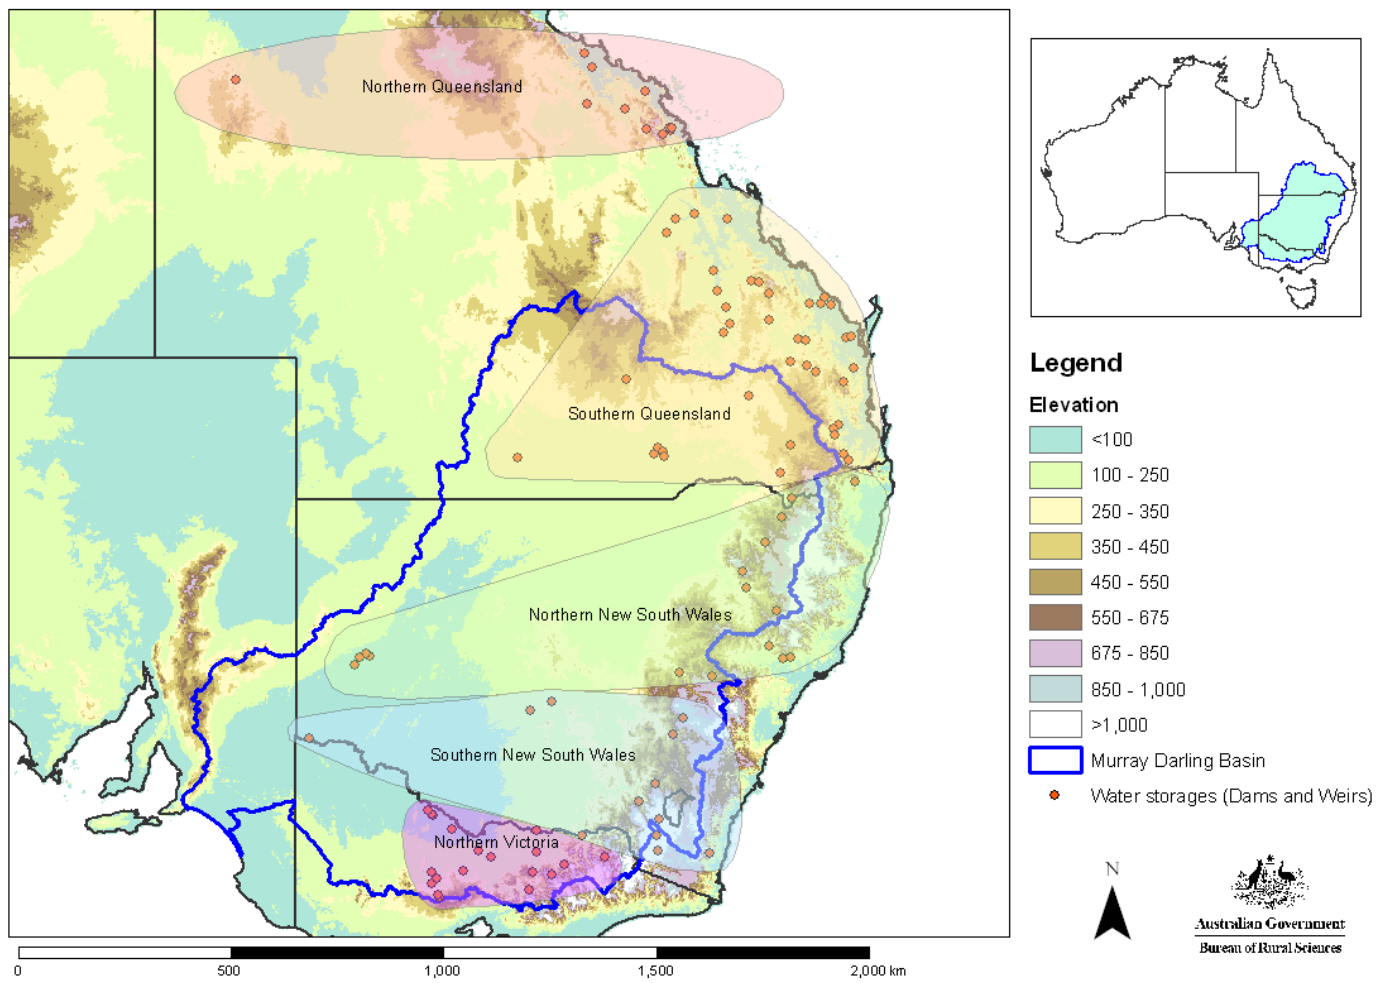 Northern Queensland
Southern Queensland
Northern New South Wales
Southern New South Wales
Northern Victoria
0
500
1,000
1,500
2,000 km
Legend
Elevation
<100
100 - 250
250 - 350
350 - 450
450 - 550
550 - 675
675 - 850
850 - 1,000
>1,000
Murray Darling Basin
Water storages (Dams and Weirs)
N
Australian Government
Bureau of Rural Sciences